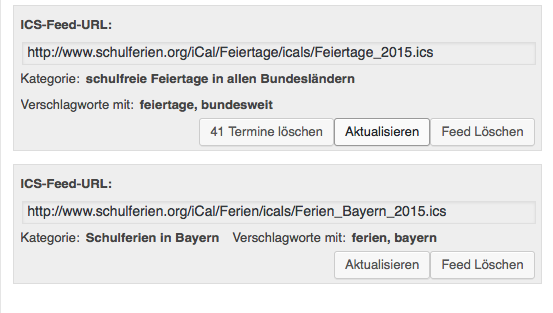 ICS-Feed-URL:
http://www.schulferien.org/iCal/Feiertage/icals/Feiertage_2015.ics
Kategorie: schulfreie Feiertage in allen Bundesländern
Verschlagworte mit: feiertage, bundesweit
41 Termine löschen Aktualisieren Feed Löschen
ICS-Feed-URL:
http://www.schulferien.org/iCal/Ferien/icals/Ferien_Bayern_2015.ics
Kategorie: Schulferien in Bayern Verschlagworte mit: ferien, bayern
Aktualisieren Feed Löschen